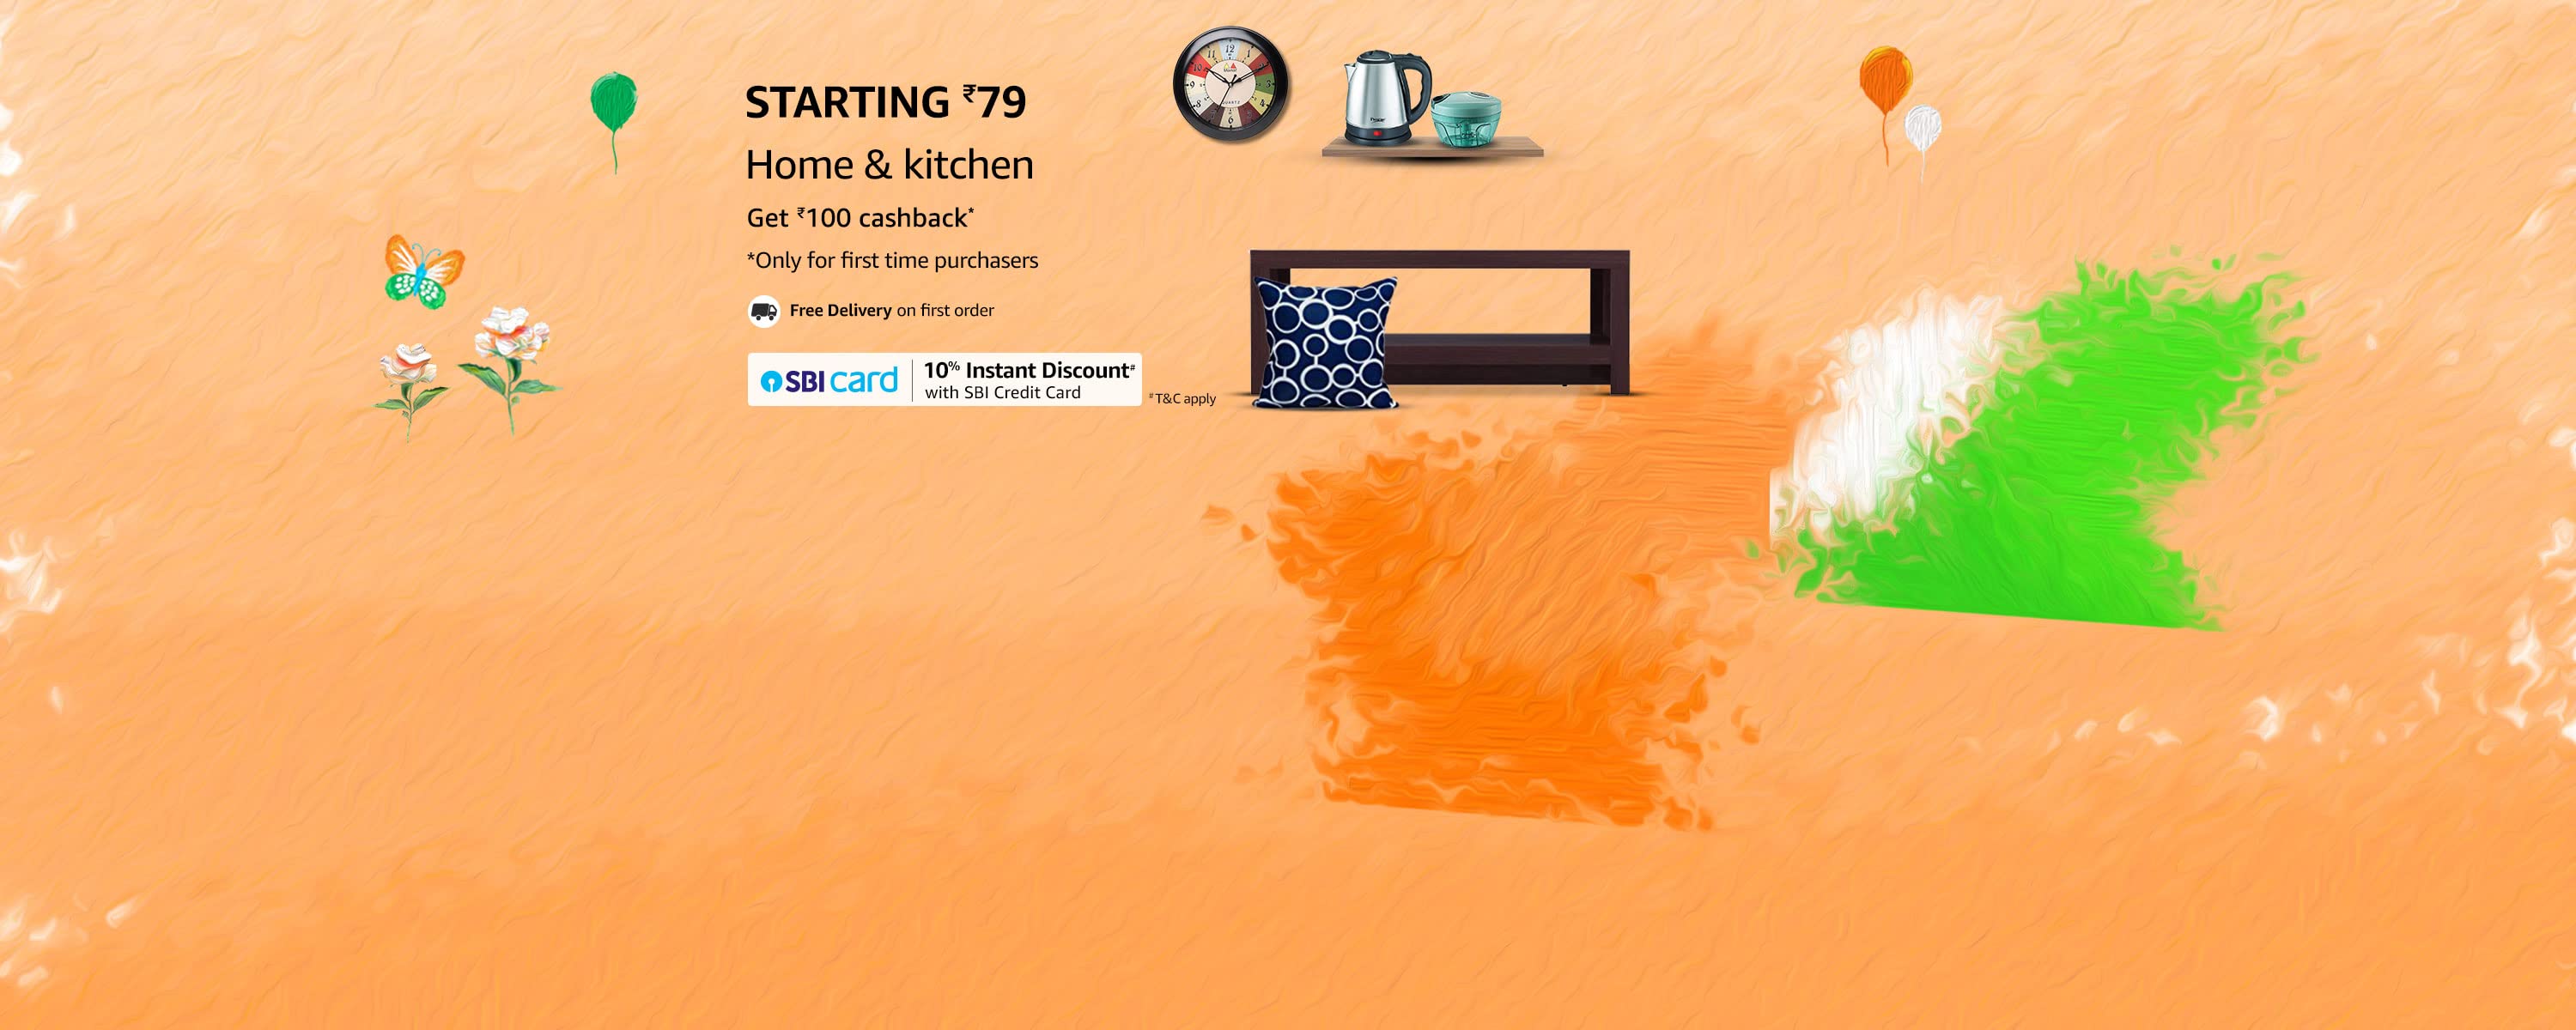 STARTING ₹79
Home & kitchen
Get ₹100 cashback*
*Only for first time purchasers
Free Delivery on first order
SBI card
10% Instant Discount#
with SBI Credit Card
#T&C apply